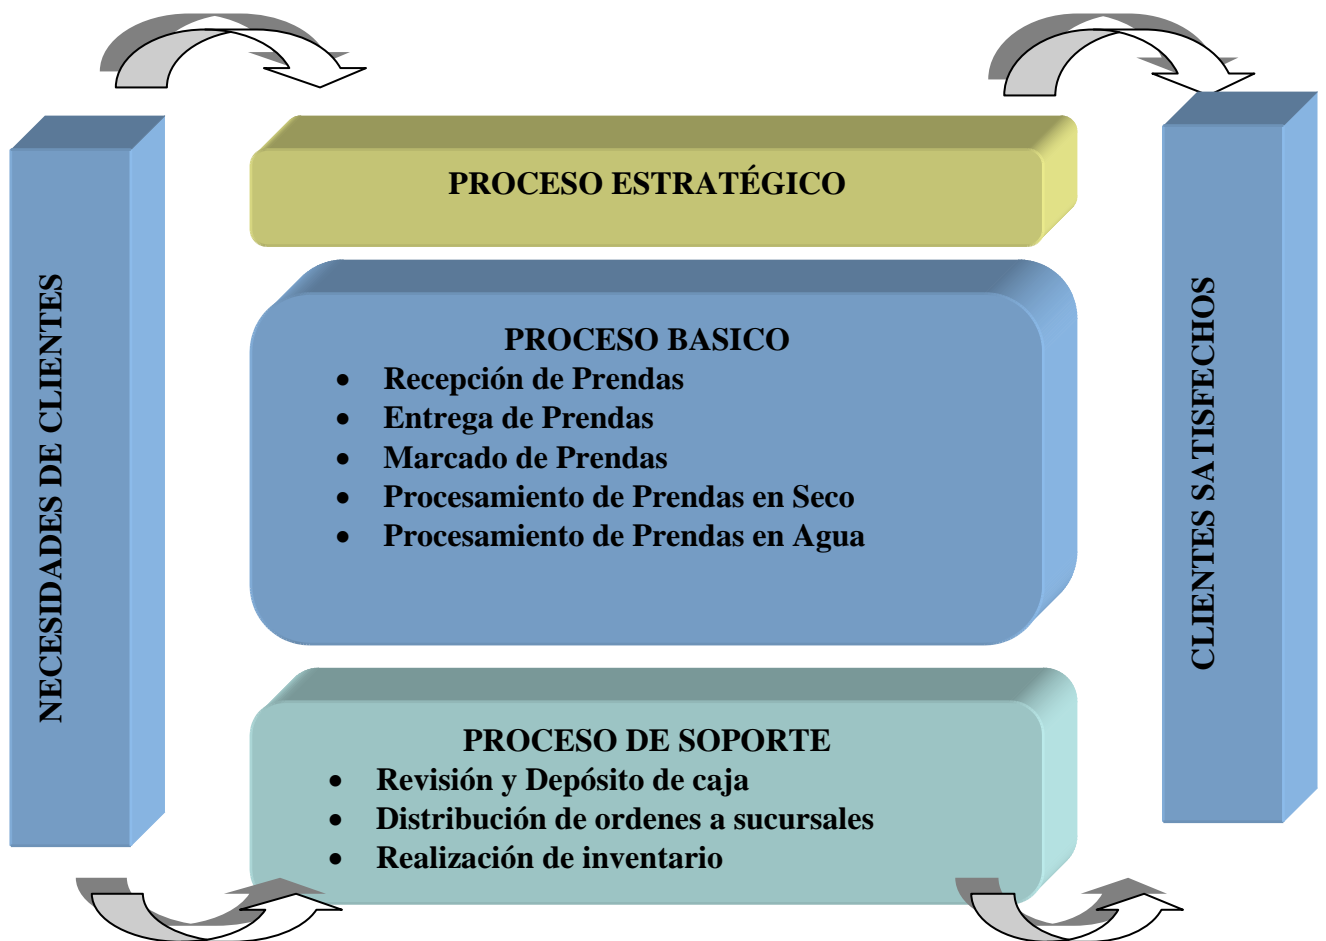 NECESIDADES DE CLIENTES
PROCESO ESTRATÉGICO
PROCESO BASICO
• Recepción de Prendas
• Entrega de Prendas
• Marcado de Prendas
• Procesamiento de Prendas en Seco
• Procesamiento de Prendas en Agua
PROCESO DE SOPORTE
• Revisión y Depósito de caja
• Distribución de ordenes a sucursales
• Realización de inventario
CLIENTES SATISFECHOS